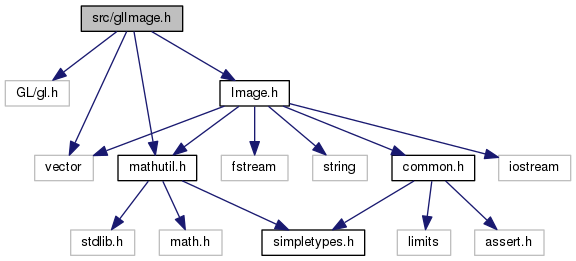 src/glImage.h
GL/gl.h
Image.h
vector
mathutil.h
fstream
string
common.h
iostream
stdlib.h
math.h
simpletypes.h
limits
assert.h